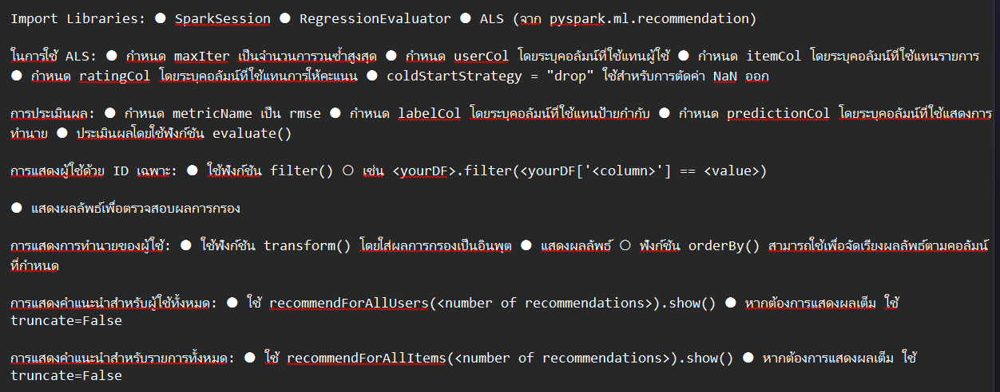 Import Libraries: ● SparkSession ● RegressionEvaluator ● ALS (จาก pyspark.ml.recommendation)
ในการใช้ ALS: ● กำหนด maxIter เป็นจำนวนการวนซ้ำสูงสุด ● กำหนด userCol โดยระบุคอลัมน์ที่ใช้แทนผู้ใช้ ● กำหนด itemCol โดยระบุคอลัมน์ที่ใช้แทนรายการ
● กำหนด ratingCol โดยระบุคอลัมน์ที่ใช้แทนการให้คะแนน ● coldStartStrategy = "drop" ใช้สำหรับการตัดค่า NaN ออก
การประเมินผล: ● กำหนด metricName เป็น rmse ● กำหนด labelCol โดยระบุคอลัมน์ที่ใช้แทนป้ายกำกับ ● กำหนด predictionCol โดยระบุคอลัมน์ที่ใช้แสดงการ
ทำนาย ● ประเมินผลโดยใช้ฟังก์ชัน evaluate()
การแสดงผู้ใช้ด้วย ID เฉพาะ: ● ใช้ฟังก์ชัน filter() ○ เช่น <yourDF>.filter(<yourDF['<column>'] == <value>)
● แสดงผลลัพธ์เพื่อตรวจสอบผลการกรอง
การแสดงการทำนายของผู้ใช้: ● ใช้ฟังก์ชัน transform() โดยใส่ผลการกรองเป็นอินพุต ● แสดงผลลัพธ์ ○ ฟังก์ชัน orderBy() สามารถใช้เพื่อจัดเรียงผลลัพธ์ตามคอลัมน์
ที่กำหนด
การแสดงคำแนะนำสำหรับผู้ใช้ทั้งหมด: ● ใช้ recommendForAllUsers(<number of recommendations>).show() ● หากต้องการแสดงผลเต็ม ใช้
truncate=False
การแสดงคำแนะนำสำหรับรายการทั้งหมด: ● ใช้ recommendForAllItems(<number of recommendations>).show() ● หากต้องการแสดงผลเต็ม ใช้
truncate=False